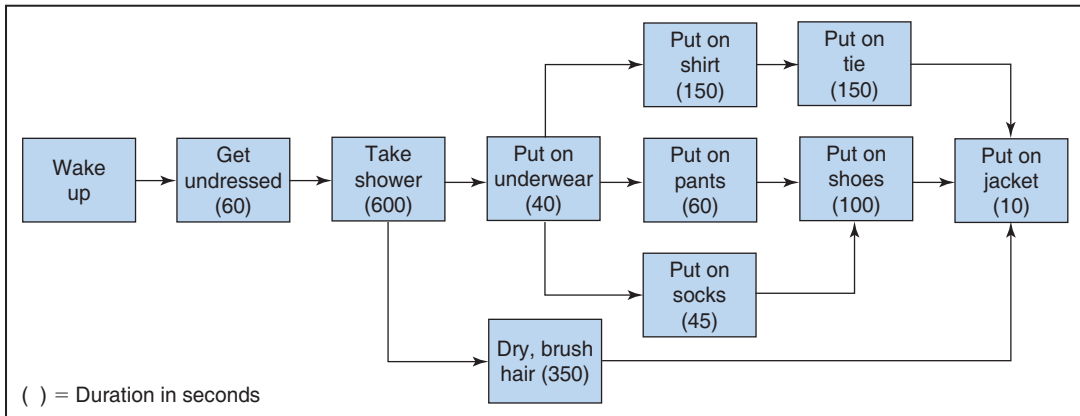 Wake
up
Get
undressed
(60)
Take
shower
(600)
Put on
underwear
(40)
Put on
shirt
(150)
Put on
tie
(150)
Put on
pants
(60)
Put on
shoes
(100)
Put on
jacket
(10)
Put on
socks
(45)
Dry, brush
hair (350)
( ) = Duration in seconds